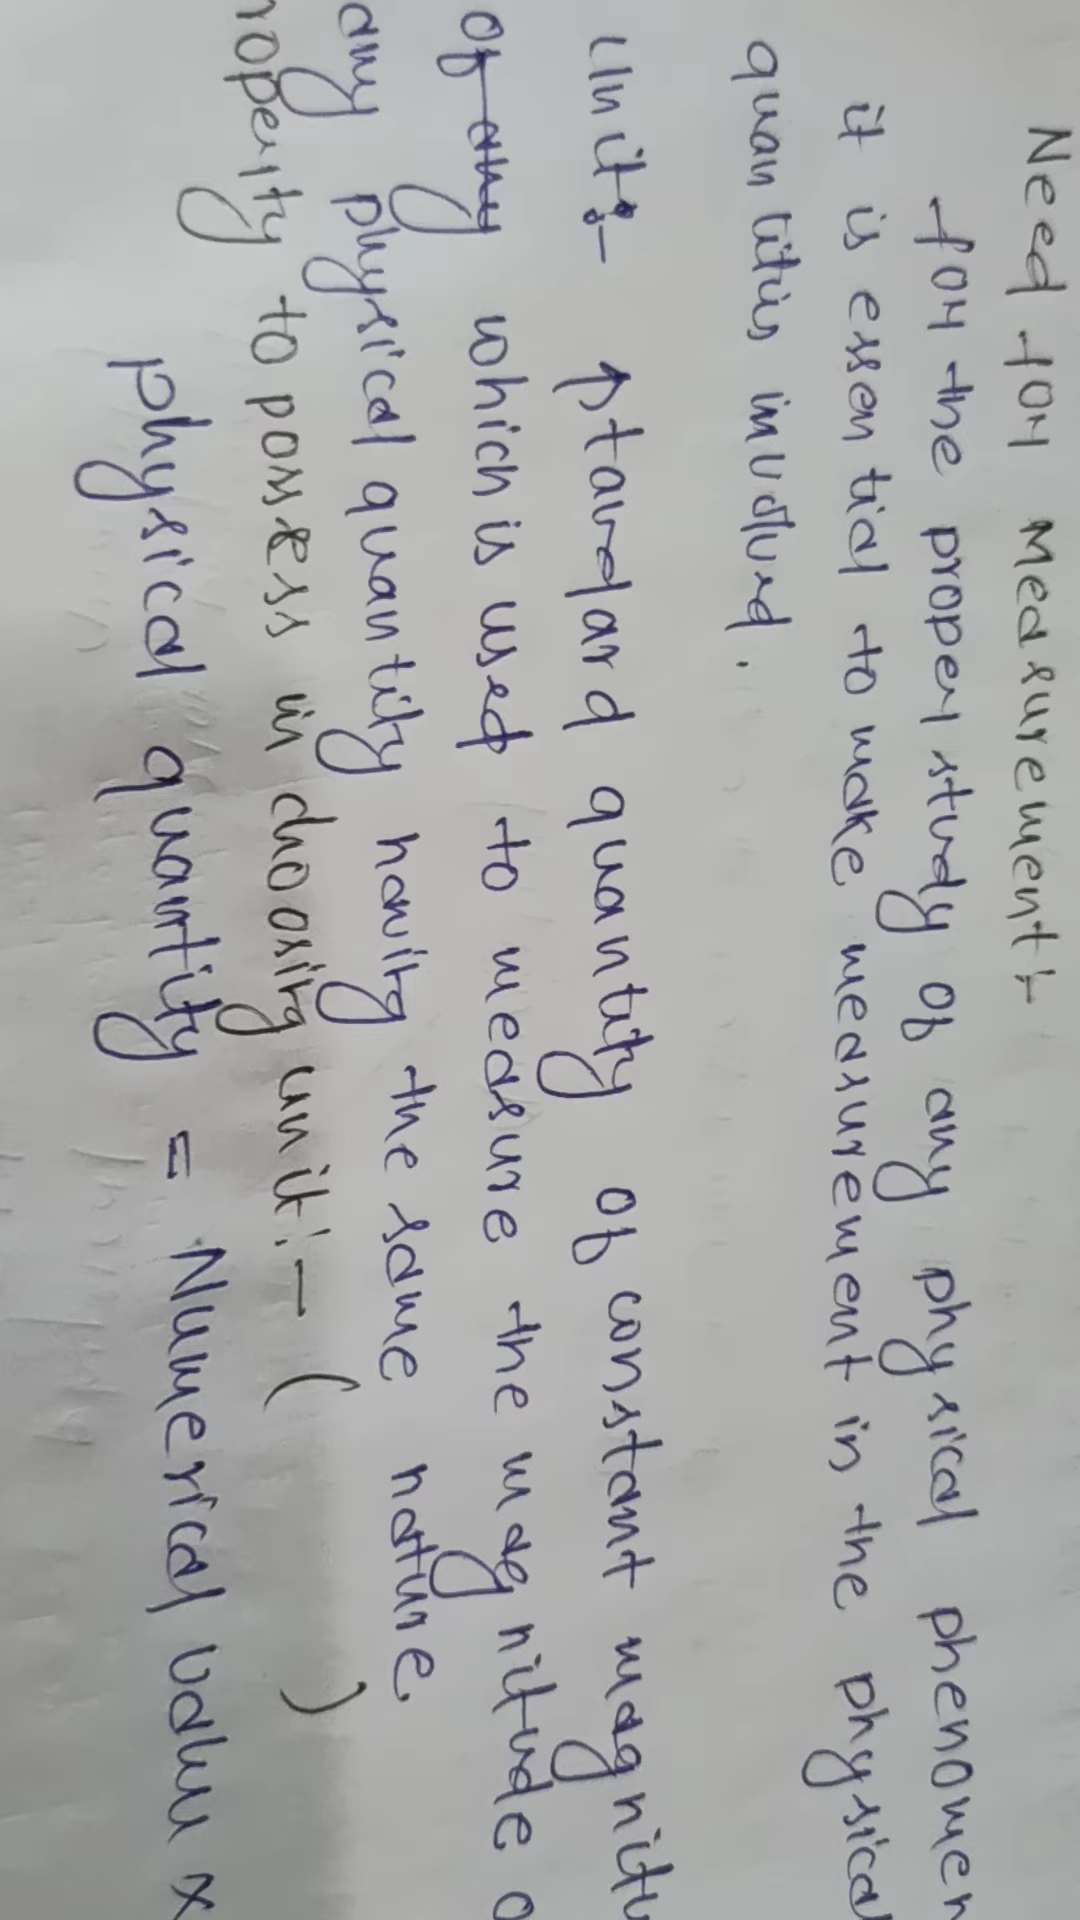 Need for Measurement :-
for the proper study of any physical phenomen
it is essential to make measurement in the physical
quantities involved.
Unit :- standard quantity of constant magnitu
of any which is used to measure the magnitude o
any physical quantity having the same nature.
roperity to possess in choosing unit :- ( )
physical quantity = Numerical value x